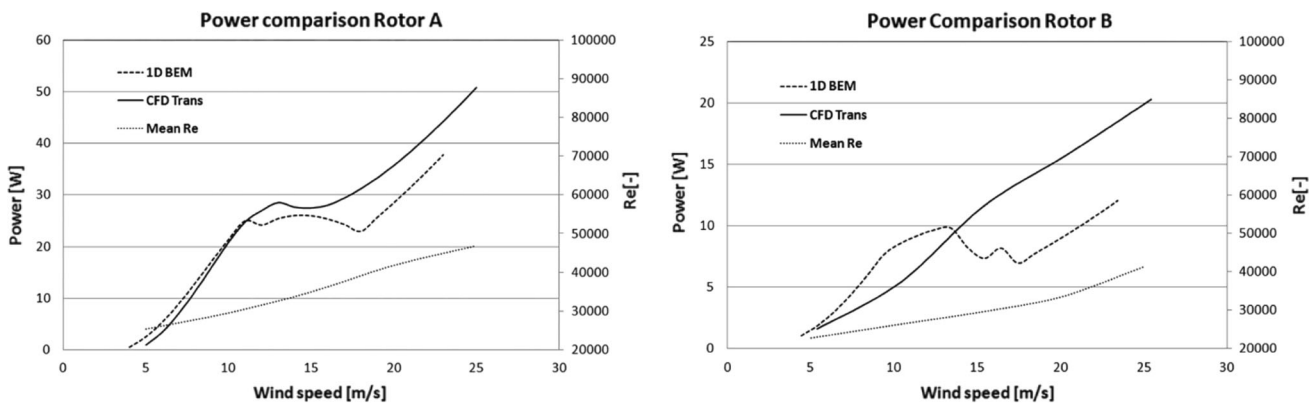 Power comparison Rotor A
60
50
40
30
20
10
0
Power [W]
1D BEM
CFD Trans
Mean Re
100000
90000
80000
70000
60000
50000
40000
30000
20000
Re[-]
0 5 10 15 20 25 30
Wind speed [m/s]
Power Comparison Rotor B
25
20
15
10
5
0
Power [W]
1D BEM
CFD Trans
Mean Re
100000
90000
80000
70000
60000
50000
40000
30000
20000
Re[-]
0 5 10 15 20 25 30
Wind speed [m/s]